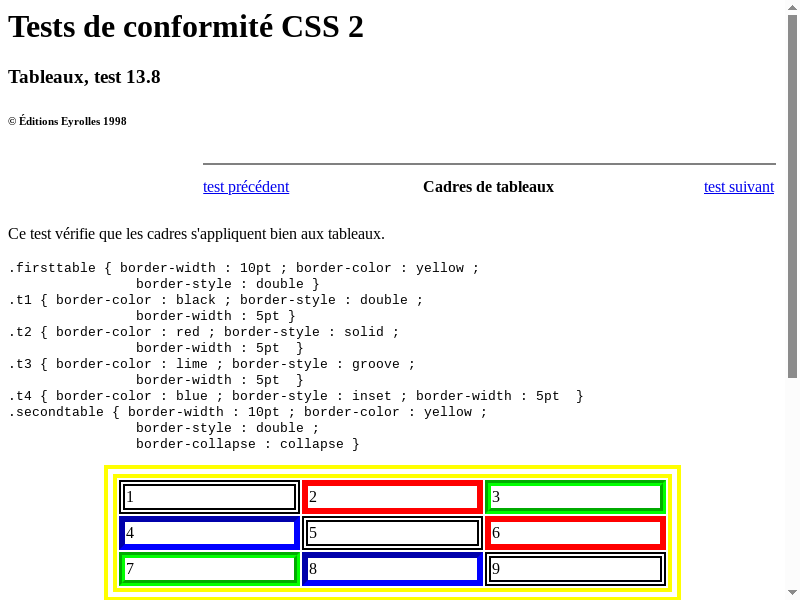 Tests de conformité CSS 2
Tableaux, test 13.8
© Éditions Eyrolles 1998
test précédent Cadres de tableaux test suivant
Ce test vérifie que les cadres s'appliquent bien aux tableaux.
.firsttable { border-width : 10pt ; border-color : yellow ;
border-style : double }
.t1 { border-color : black ; border-style : double ;
border-width : 5pt }
.t2 { border-color : red ; border-style : solid ;
border-width : 5pt  }
.t3 { border-color : lime ; border-style : groove ;
border-width : 5pt  }
.t4 { border-color : blue ; border-style : inset ; border-width : 5pt  }
.secondtable { border-width : 10pt ; border-color : yellow ;
border-style : double ;
border-collapse : collapse }
1 2 3
4 5 6
7 8 9